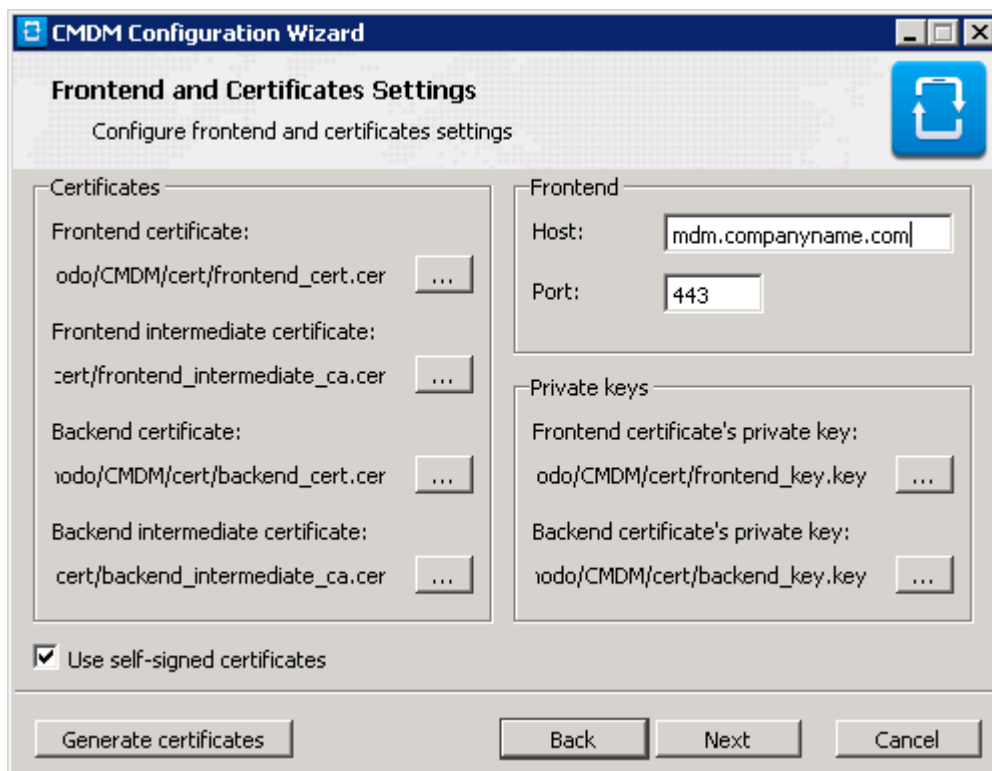 CMDM Configuration Wizard
Frontend and Certificates Settings
Configure frontend and certificates settings
Certificates
Frontend certificate:
odo/CMDM/cert/frontend_cert.cer
...
Frontend intermediate certificate:
cert/frontend_intermediate_ca.cer
...
Backend certificate:
nodo/CMDM/cert/backend_cert.cer
...
Backend intermediate certificate:
cert/backend_intermediate_ca.cer
...
Frontend
Host: mdm.companyname.com
Port: 443
Private keys
Frontend certificate's private key:
odo/CMDM/cert/frontend_key.key
...
Backend certificate's private key:
nodo/CMDM/cert/backend_key.key
...
Use self-signed certificates
Generate certificates Back Next Cancel